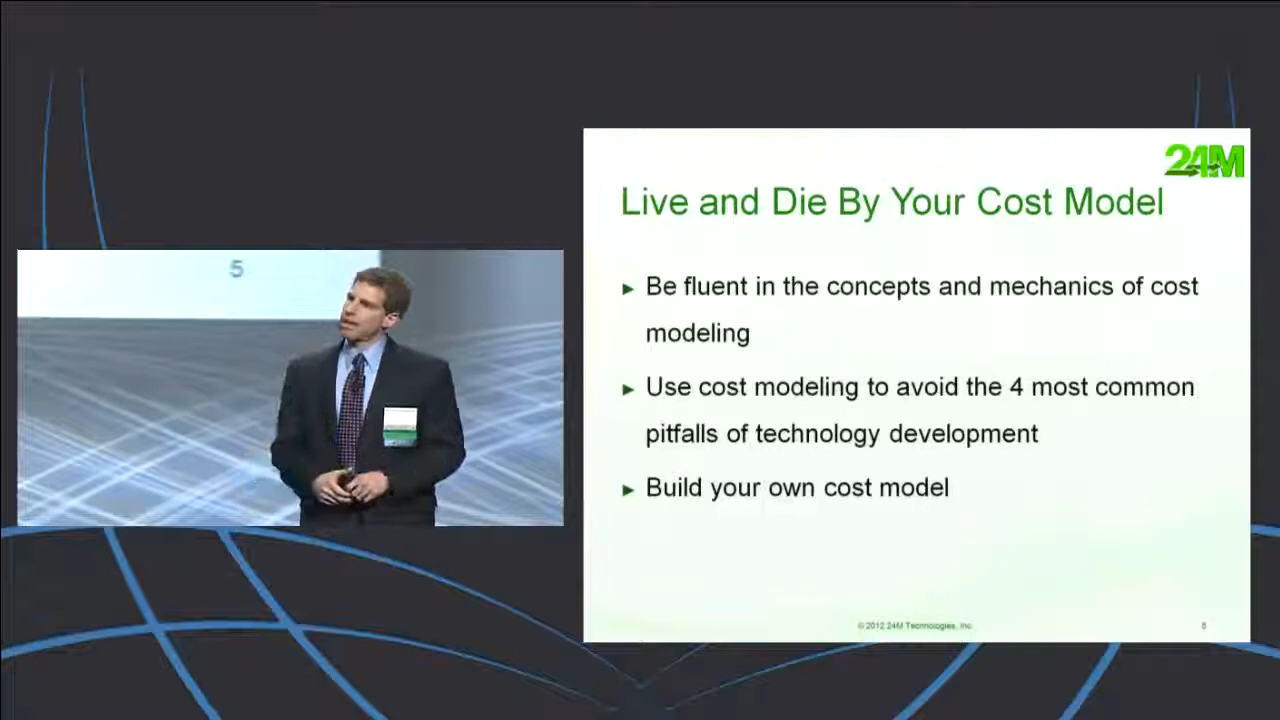 24M
Live and Die By Your Cost Model
5
► Be fluent in the concepts and mechanics of cost
modeling
► Use cost modeling to avoid the 4 most common
pitfalls of technology development
► Build your own cost model
© 2012 24M Technologies, Inc.